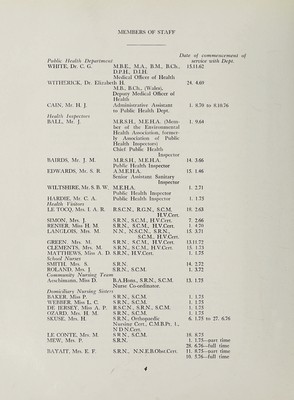 MEMBERS OF STAFF
Date of commencement of
Public Health Department service with Dept.
WHITE, Dr. C. G. M.B.E., M.A., B.M., B.Ch., 15.11.62
D.P.H., D.I.H.
Medical Officer of Health
WITHERICK, Dr. Elizabeth H. 24. 4.69
M.B., B.Ch., (Wales),
Deputy Medical Officer of
Health
CAIN, Mr. H. J. Administrative Assistant 1. 8.70 to 8.10.76
to Public Health Dept.
Health Inspectors
BALL, Mr. J. M.R.S.H., M.E.H.A. (Mem- 1. 9.64
ber of the Environmental
Health Association, former-
ly Association of Public
Health Inspectors)
Chief Public Health
Inspector
BAIRDS, Mr. J. M. M.R.S.H., M.E.H.A. 14. 3.66
Public Health Inspector
EDWARDS, Mr. S. R. A.M.E.H.A. 15. 1.46
Senior Assistant Sanitary
Inspector
WILTSHIRE, Mr. S. B. W. M.E.H.A. 1. 2.71
Public Health Inspector
HARDIE, Mr. C. A. Public Health Inspector 1. 1.73
Health Visitors
LE TOCQ, Mrs. I. A. B. B.S.C.N., R.G.N., S.C.M. 10. 2.63
H.V.Cert.
SIMON, Mrs. J. S.R.N., S.C.M., H.V.Cert. 7. 2.66
RENIER, Miss H. M. S.R.N., S.C.M., H.V.Cert. 1. 4.59
LANGLOIS, Mrs. M. N.N., N.S.C.N., S.R.N., 15. 3.71
S.C.M., H.V.Cert.
GREEN, Mrs. M. S.R.N., S.C.M., H.V.Cert. 13.11.72
CLEMENTS, Mrs. M. S.R.N., S.C.M., H.V.Cert. 15. 1.73
MATTHEWS, Miss A. D. S.R.N., H.V.Cert. 1. 1.75
School Nurses
SMITH, Mrs. S. S.R.N. 14. 2.72
ROLAND, Mrs. J. S.R.N., S.C.M. 1. 3.72
Community Nursing Team
Aeschimann, Miss D. B.A.Hons., S.R.N., S.C.M. 13. 1.75
Nurse Co-ordinator.
Domiciliary Nursing Sisters
BAKER, Miss P. S.R.N., S.C.M. 1. 1.75
WEBBER, Miss L. C. S.R.N., S.C.M. 1. 1.75
DE JERSEY, Miss A. P. B.S.C.N., S.R.N., S.C.M. 1. 1.75
OZARD, Mrs. H. M. S.R.N., S.C.M. 1. 1.75
SKUSE, Mrs. H. S.R.N., Orthopaedic 6. 1.75 to 27. 6.76
Nursing Cert., C.M.B.Pt. 1.,
N.D.N.Cert.
LE CONTE, Mrs. M. S.R.N., S.C.M. 10. 8.73
MEW, Mrs. P. S.R.N. 1. 1.75—part time
28. 6.76—full time
BAYAIT, Mrs. E. F. S.R.N., N.N.E.B.Obst.Cert. 11. 8.75—part time
10. 5.76—full time
4